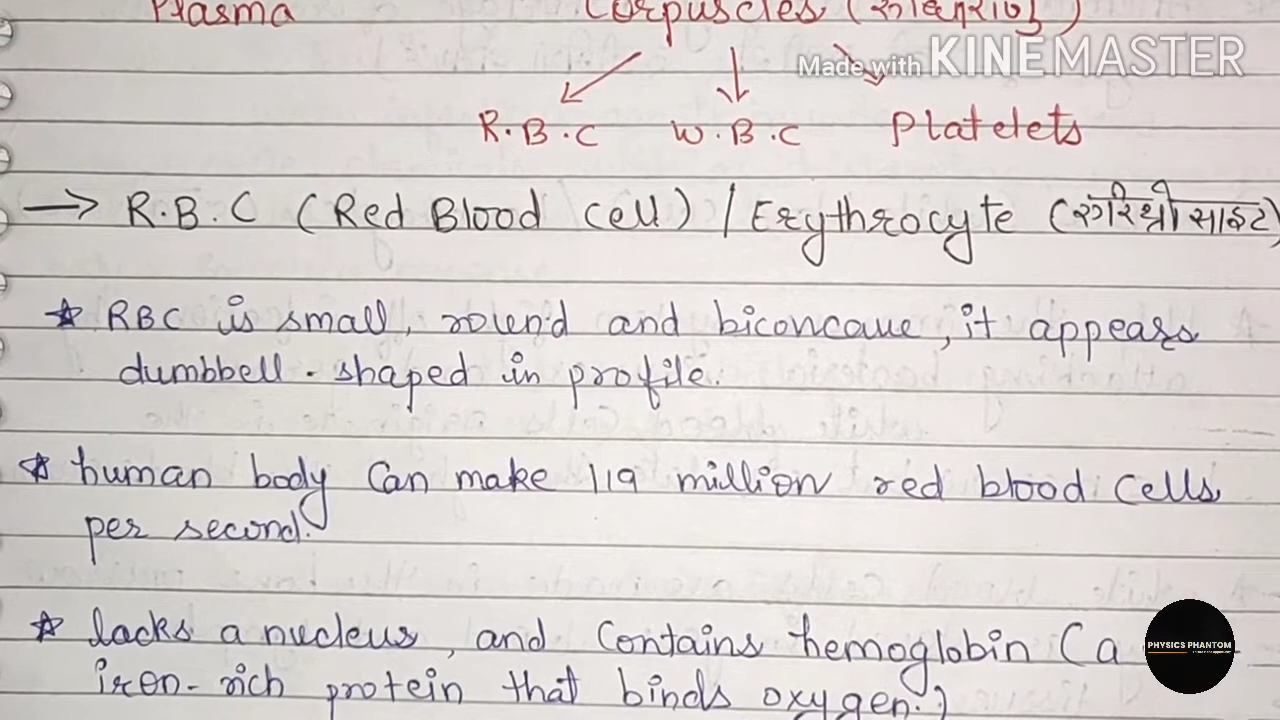 Plasma Corpuscles (
Made with KINEMASTER
R.B.C W.B.C Platelets
→ R.B.C (Red Blood Cell) / Erythrocyte (
☆ RBC is small, round and biconcave, it appears
dumbbell-shaped in profile.
☆ human body Can make 119 million red blood Cells
per second.
☆ lacks a nucleus, and Contains hemoglobin (a
iron-rich protein that binds oxygen.)
PHYSICS PHANTOM